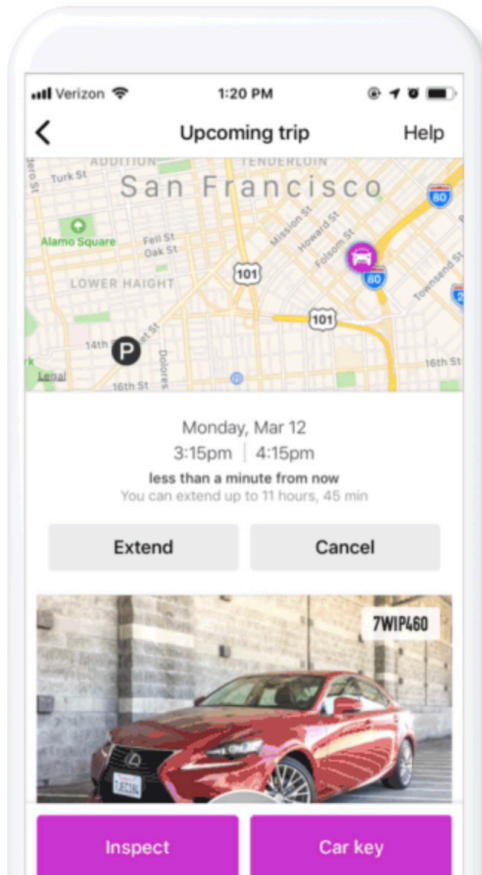 Verizon 1:20 PM
Upcoming trip Help
ADDITION TENDERLOIN
Turk St
San Francisco
80
Mission St
Howard St
Folsom St
Alamo Square
Fell St
Oak St
80
Townsend St
LOWER HAIGHT
101
101
14th
P
Dolores
Legal
16th St
16th St
Monday, Mar 12
3:15pm 4:15pm
less than a minute from now
You can extend up to 11 hours, 45 min
Extend Cancel
7WIP460
Inspect Car key